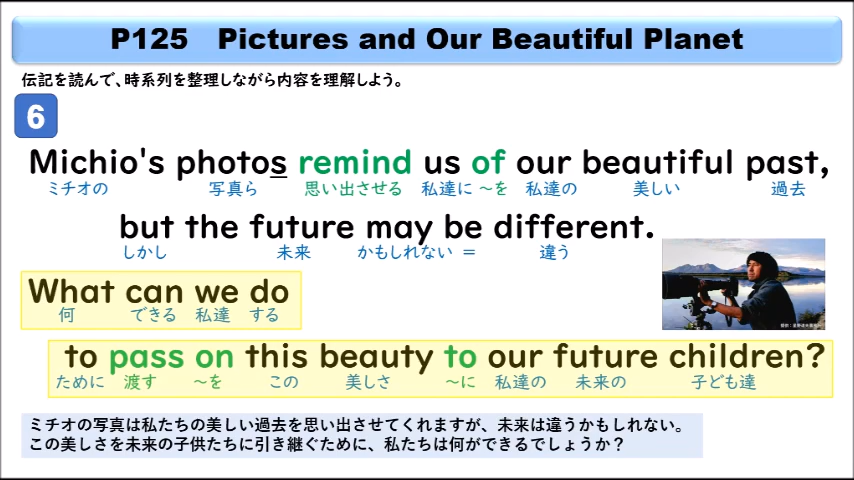 P125 Pictures and Our Beautiful Planet
伝記を読んで、時系列を整理しながら内容を理解しよう。
6
Michio's photos remind us of our beautiful past,
ミチオの 写真ら 思い出させる 私達に ～を 私達の 美しい 過去
but the future may be different.
しかし 未来 かもしれない ＝ 違う
What can we do
何 できる 私達 する
to pass on this beauty to our future children?
ために 渡す ～を この 美しさ ～に 私達の 未来の 子ども達
ミチオの写真は私たちの美しい過去を思い出させてくれますが、未来は違うかもしれない。
この美しさを未来の子供たちに引き継ぐために、私たちは何ができるでしょうか？